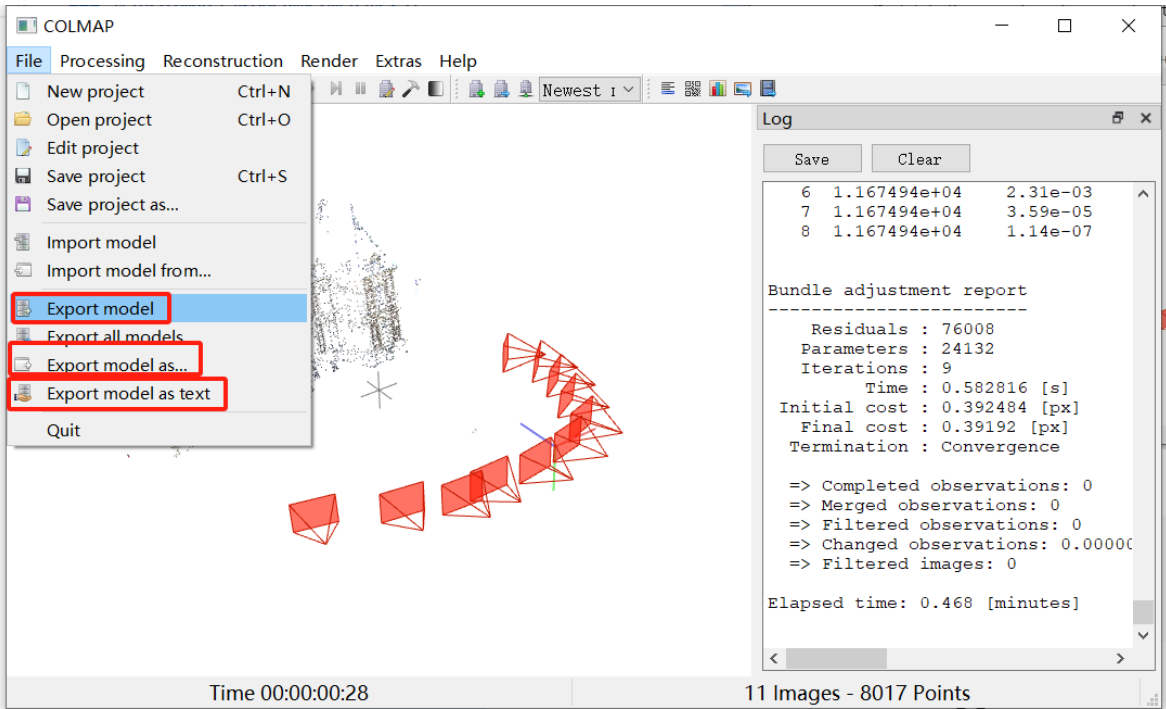 COLMAP
File Processing Reconstruction Render Extras Help
New project Ctrl+N
Open project Ctrl+O
Edit project
Save project Ctrl+S
Save project as...
Import model
Import model from...
Export model
Export all models
Export model as...
Export model as text
Quit
Newest
Log
Save Clear
6 1.167494e+04 2.31e-03
7 1.167494e+04 3.59e-05
8 1.167494e+04 1.14e-07
Bundle adjustment report
------------------------
Residuals : 76008
Parameters : 24132
Iterations : 9
Time : 0.582816 [s]
Initial cost : 0.392484 [px]
Final cost : 0.39192 [px]
Termination : Convergence
=> Completed observations: 0
=> Merged observations: 0
=> Filtered observations: 0
=> Changed observations: 0.00000
=> Filtered images: 0
Elapsed time: 0.468 [minutes]
Time 00:00:00:28
11 Images - 8017 Points